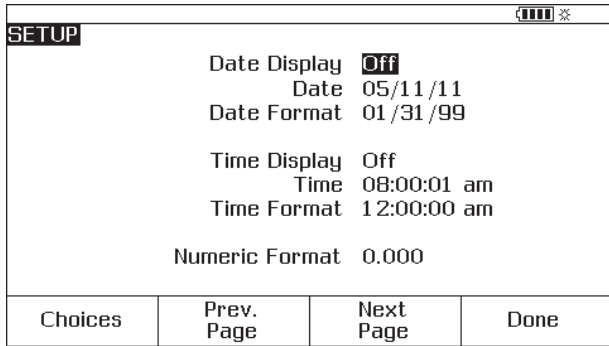 SETUP
Date Display Off
Date 05/11/11
Date Format 01/31/99
Time Display Off
Time 08:00:01 am
Time Format 12:00:00 am
Numeric Format 0.000
Choices
Prev. Page
Next Page
Done